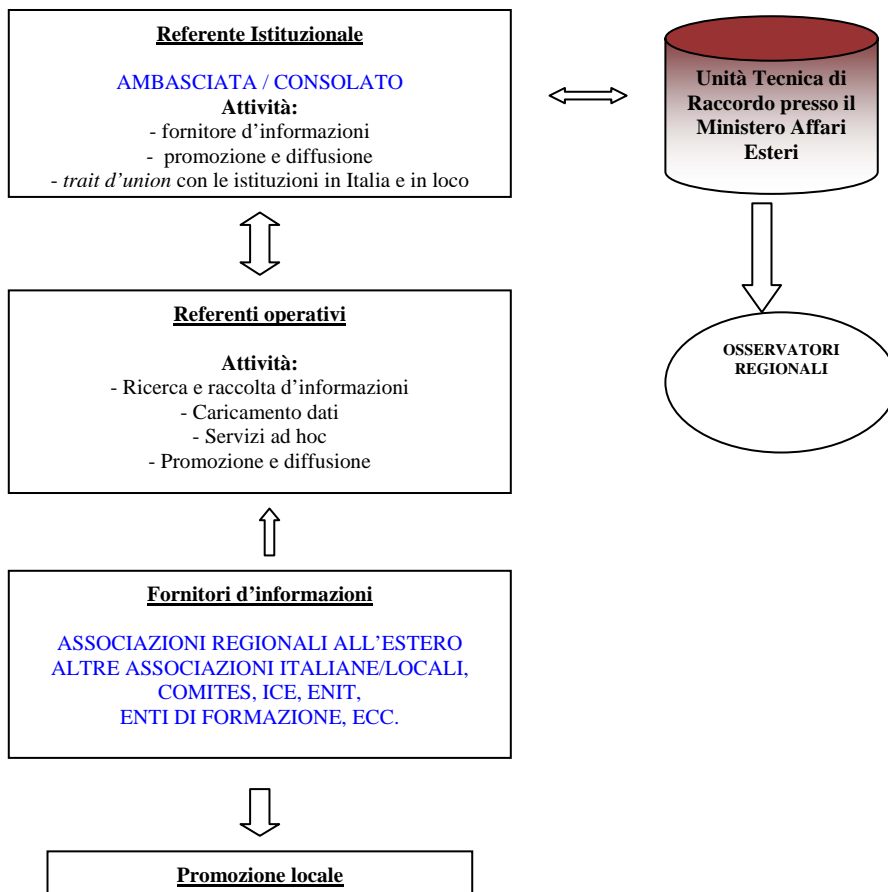 Referente Istituzionale
AMBASCIATA / CONSOLATO
Attività:
- fornitore d'informazioni
- promozione e diffusione
- trait d'union con le istituzioni in Italia e in loco
Unità Tecnica di
Raccordo presso il
Ministero Affari
Esteri
Referenti operativi
Attività:
- Ricerca e raccolta d'informazioni
- Caricamento dati
- Servizi ad hoc
- Promozione e diffusione
OSSERVATORI
REGIONALI
Fornitori d'informazioni
ASSOCIAZIONI REGIONALI ALL'ESTERO
ALTRE ASSOCIAZIONI ITALIANE/LOCALI,
COMITES, ICE, ENIT,
ENTI DI FORMAZIONE, ECC.
Promozione locale